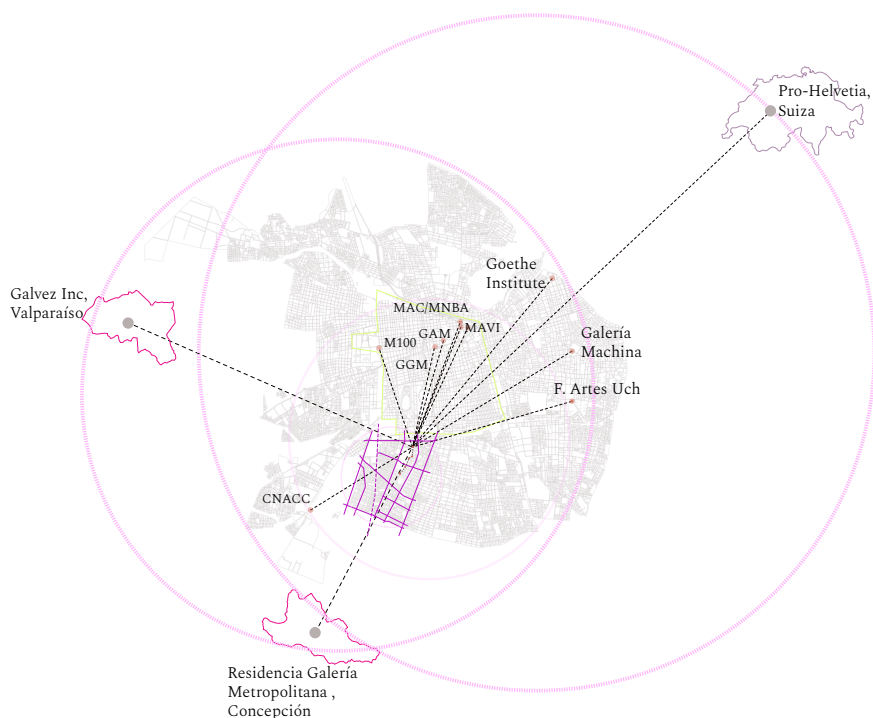 Pro-Helvetia,
Suiza
Goethe
Institute
Galvez Inc,
Valparaíso
MAC/MNBA
MAVI
GAM
M100
GGM
Galería
Machina
F. Artes Uch
CNACC
Residencia Galería
Metropolitana ,
Concepción